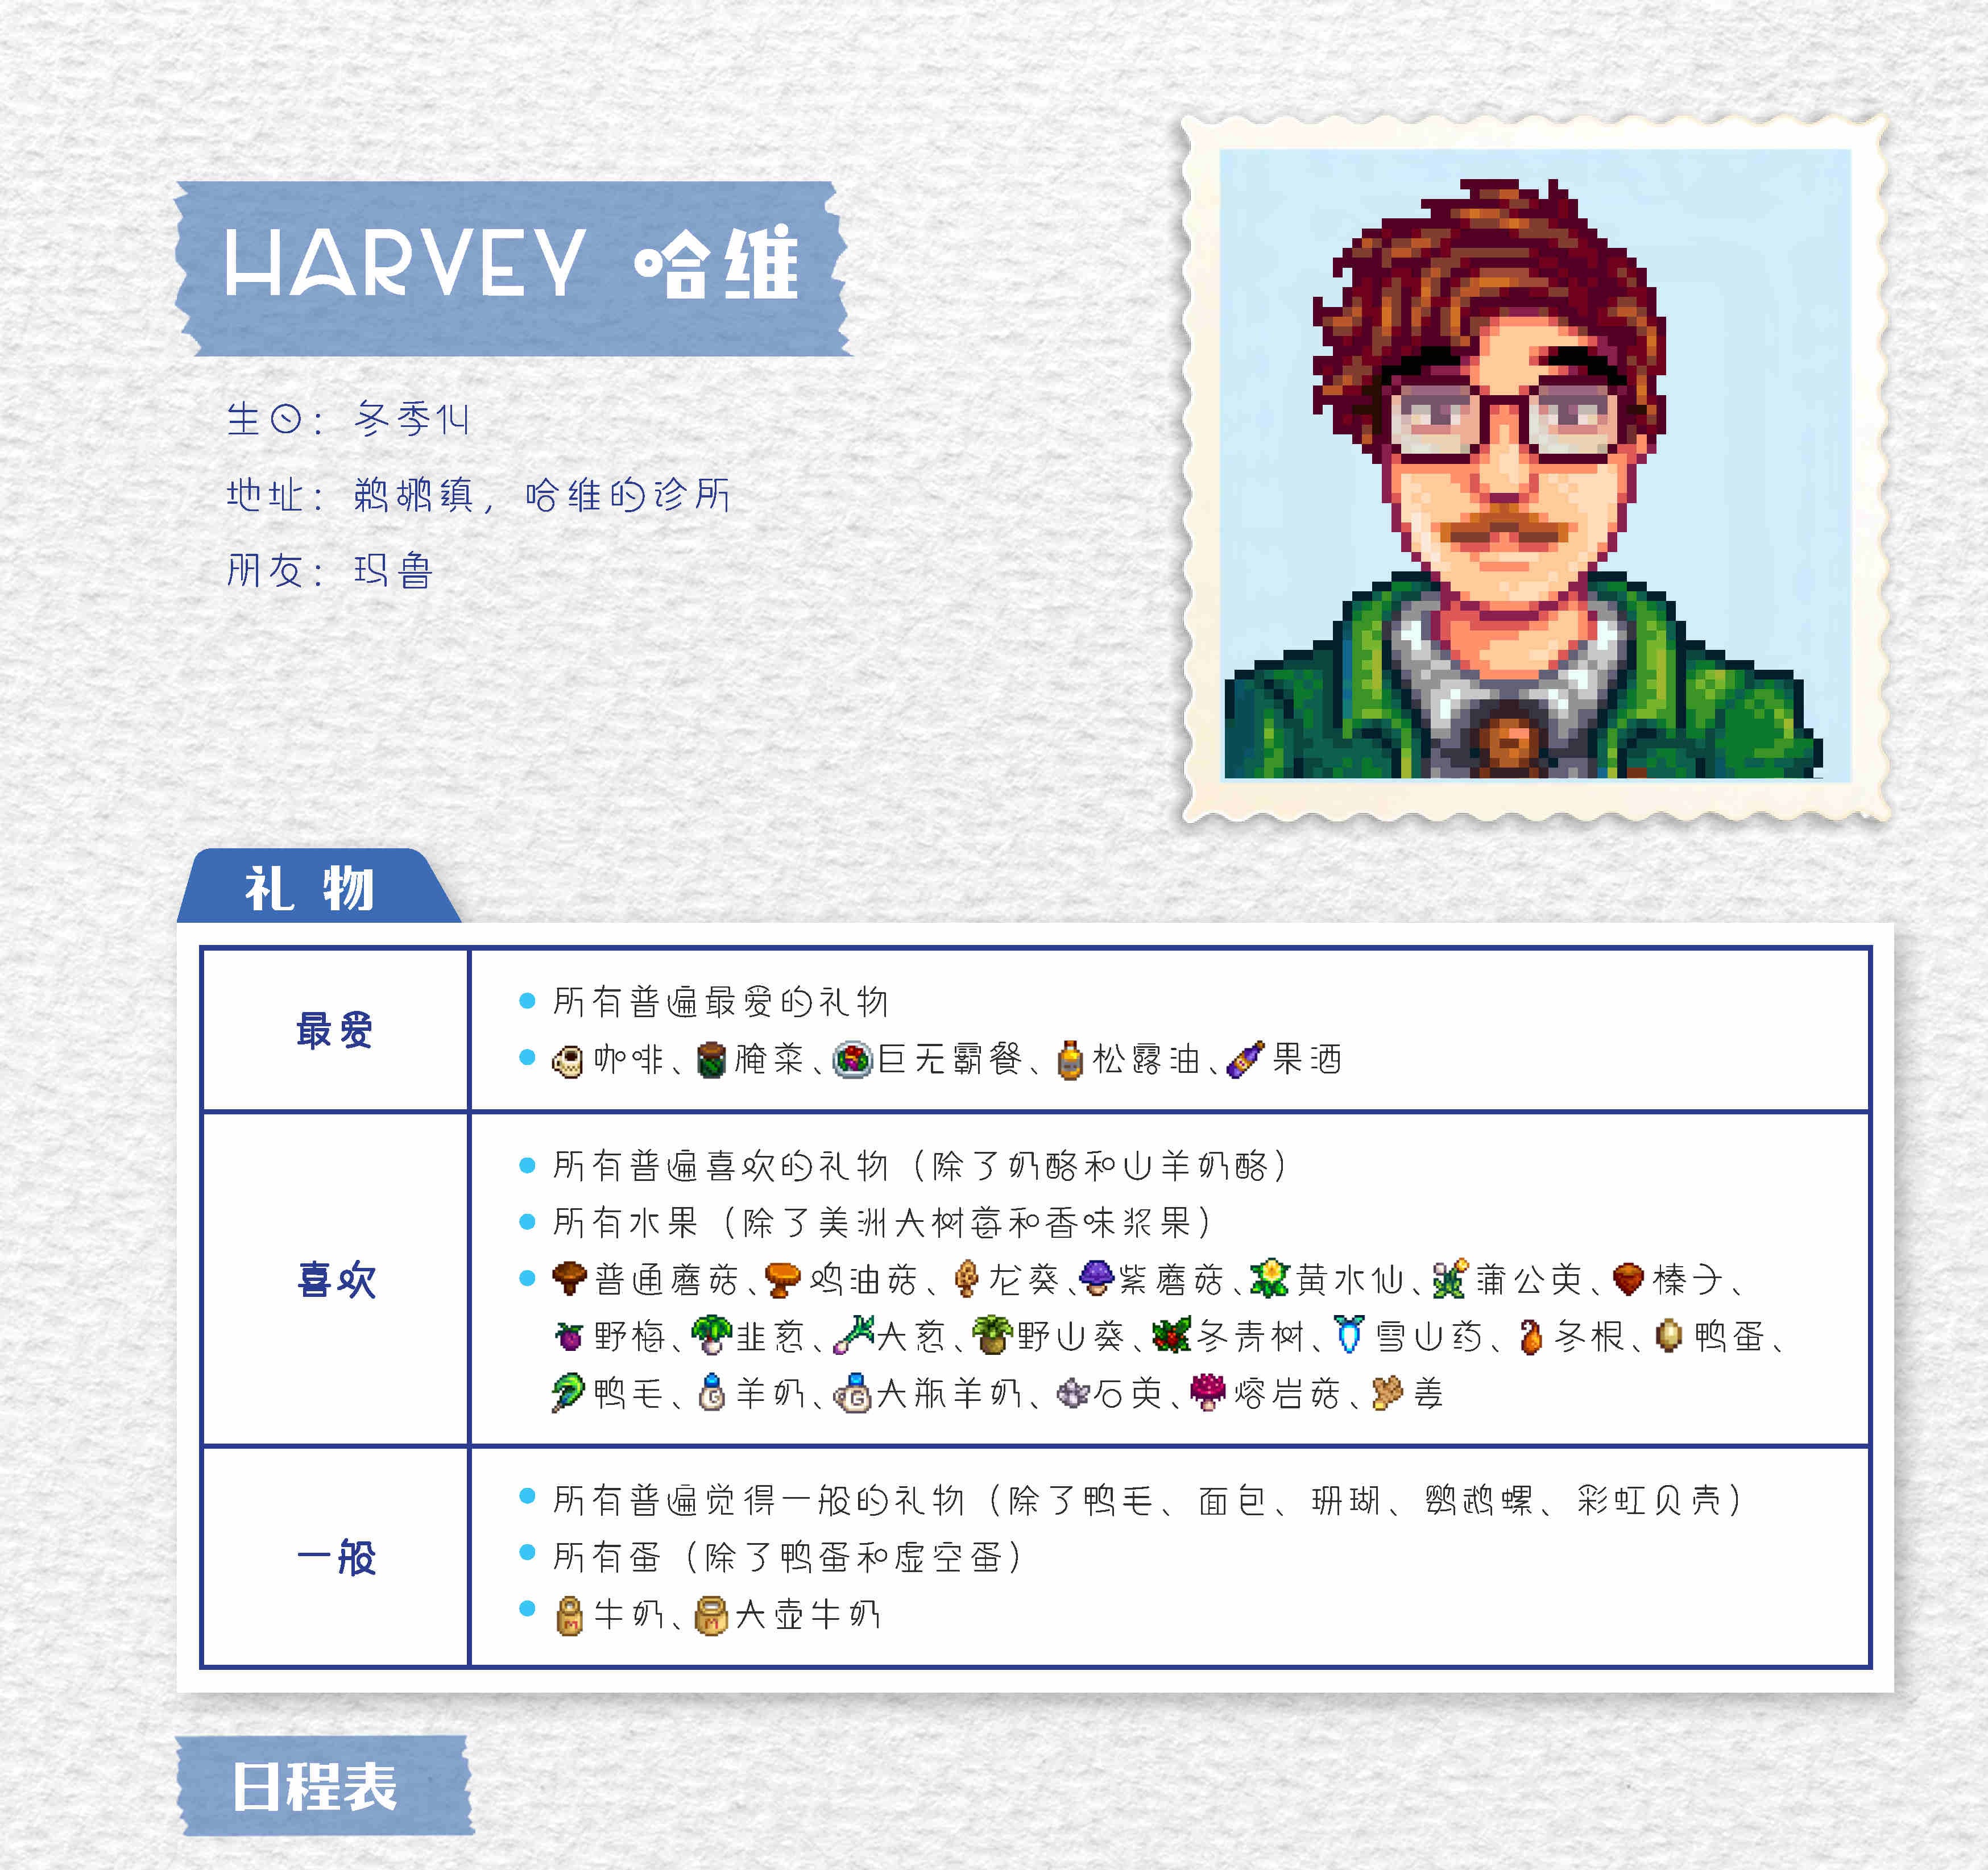 HARVEY 哈维
生日：冬季14
地址：鹈鹕镇，哈维的诊所
朋友：玛鲁
礼物
最爱
所有普遍最爱的礼物
咖啡、腌菜、巨无霸餐、松露油、果酒
喜欢
所有普遍喜欢的礼物（除了奶酪和山羊奶酪）
所有水果（除了美洲大树莓和香味浆果）
普通蘑菇、鸡油菇、龙葵、紫蘑菇、黄水仙、蒲公英、榛子、
野梅、韭葱、大葱、野山葵、冬青树、雪山药、冬根、鸭蛋、
鸭毛、羊奶、大瓶羊奶、石英、熔岩菇、姜
一般
所有普遍觉得一般的礼物（除了鸭毛、面包、珊瑚、鹦鹉螺、彩虹贝壳）
所有蛋（除了鸭蛋和虚空蛋）
牛奶、大壶牛奶
日程表